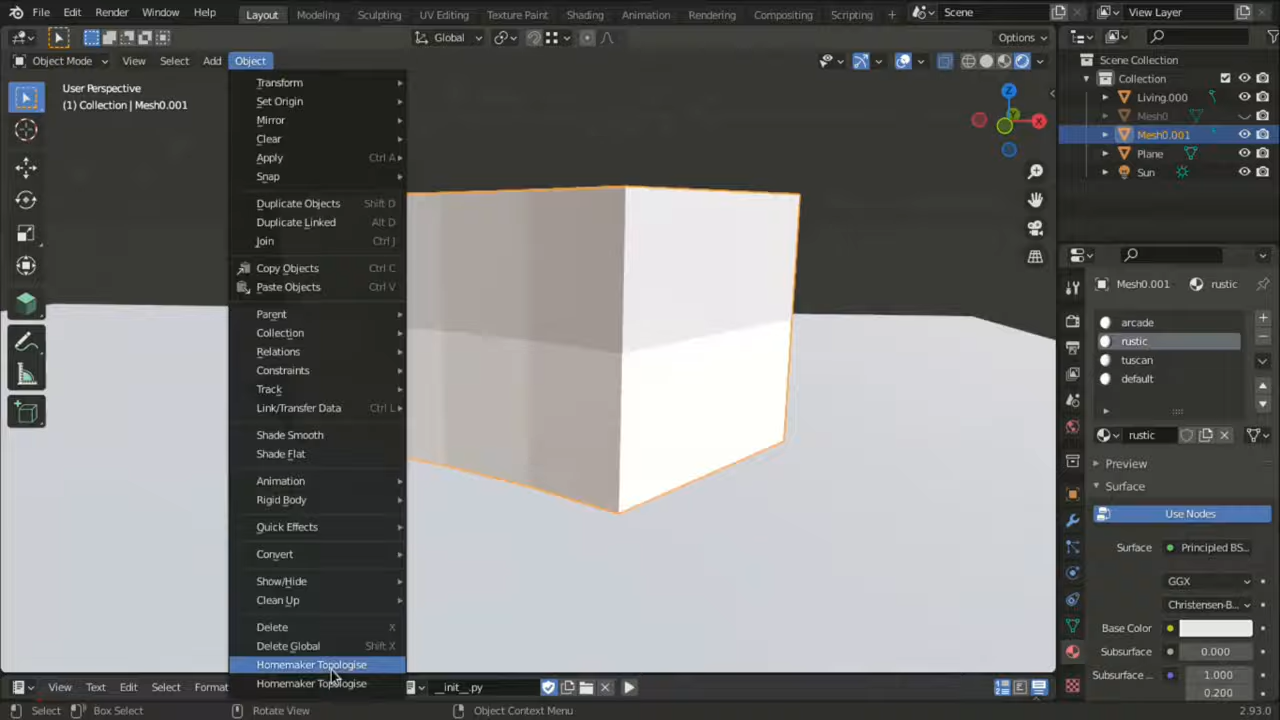 File Edit Render Window Help Layout Modeling Sculpting UV Editing Texture Paint Shading Animation Rendering Compositing Scripting + Scene View Layer
Global Options
Object Mode View Select Add Object
User Perspective
(1) Collection | Mesh0.001
Transform
Set Origin
Mirror
Clear
Apply Ctrl A
Snap
Duplicate Objects Shift D
Duplicate Linked Alt D
Join Ctrl J
Copy Objects Ctrl C
Paste Objects Ctrl V
Parent
Collection
Relations
Constraints
Track
Link/Transfer Data Ctrl L
Shade Smooth
Shade Flat
Animation
Rigid Body
Quick Effects
Convert
Show/Hide
Clean Up
Delete X
Delete Global Shift X
Homemaker Topologise
Homemaker Topologise
Z
Y
X
Scene Collection
Collection
Living.000
Mesh0
Mesh0.001
Plane
Sun
Mesh0.001 rustic
arcade
rustic
tuscan
default
rustic
Preview
Surface
Use Nodes
Surface Principled BS...
GGX
Christensen-B...
Base Color
Subsurface 0.000
Subsurface .. 1.000
0.200
View Text Edit Select Format __init__.py
Select Box Select Rotate View Object Context Menu 2.93.0